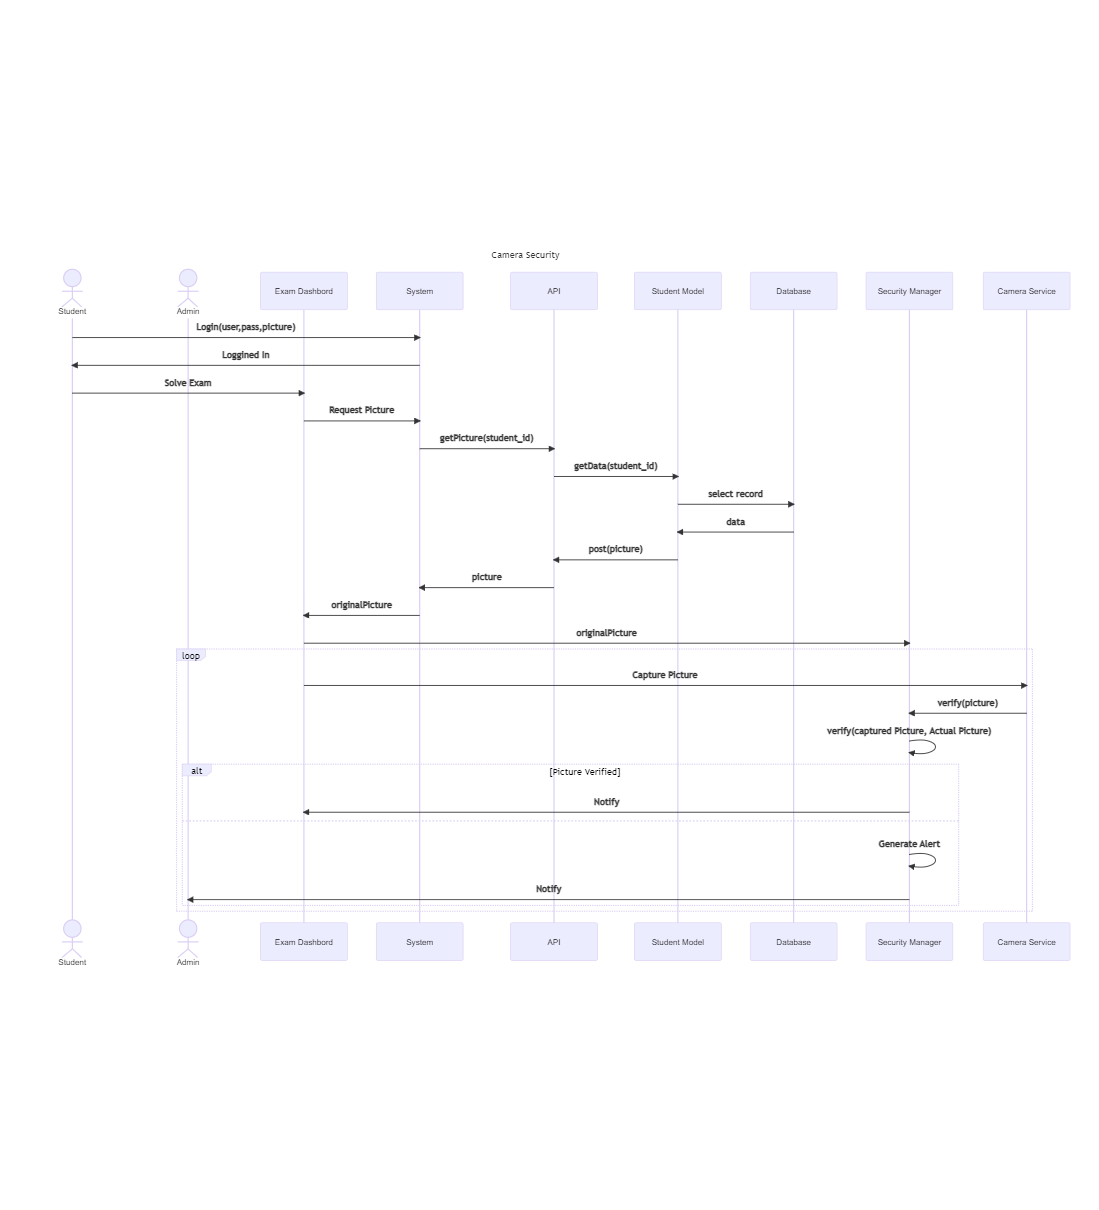 Camera Security
Student
Admin
Exam Dashbord
System
API
Student Model
Database
Security Manager
Camera Service
Login(user,pass,picture)
Loggined In
Solve Exam
Request Picture
getPicture(student_id)
getData(student_id)
select record
data
post(picture)
picture
originalPicture
originalPicture
loop
Capture Picture
verify(picture)
verify(captured Picture, Actual Picture)
alt
[Picture Verified]
Notify
Generate Alert
Notify
Student
Admin
Exam Dashbord
System
API
Student Model
Database
Security Manager
Camera Service